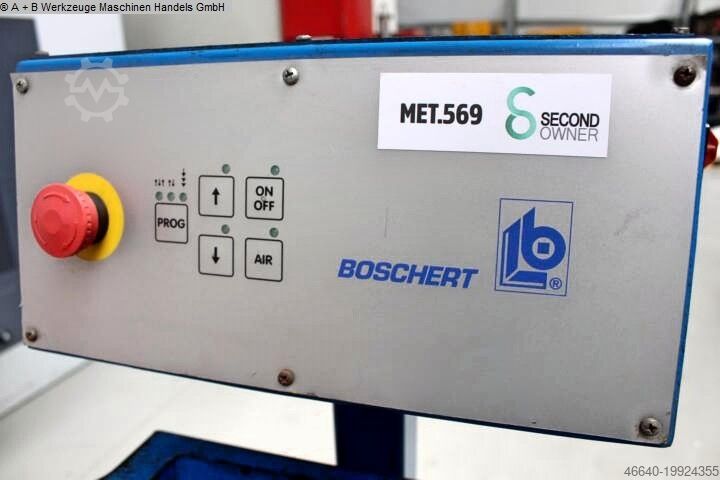 © A + B Werkzeuge Maschinen Handels GmbH
MET.569
SECOND
OWNER
ON
OFF
PROG
AIR
BOSCHERT
®
46640-19924355